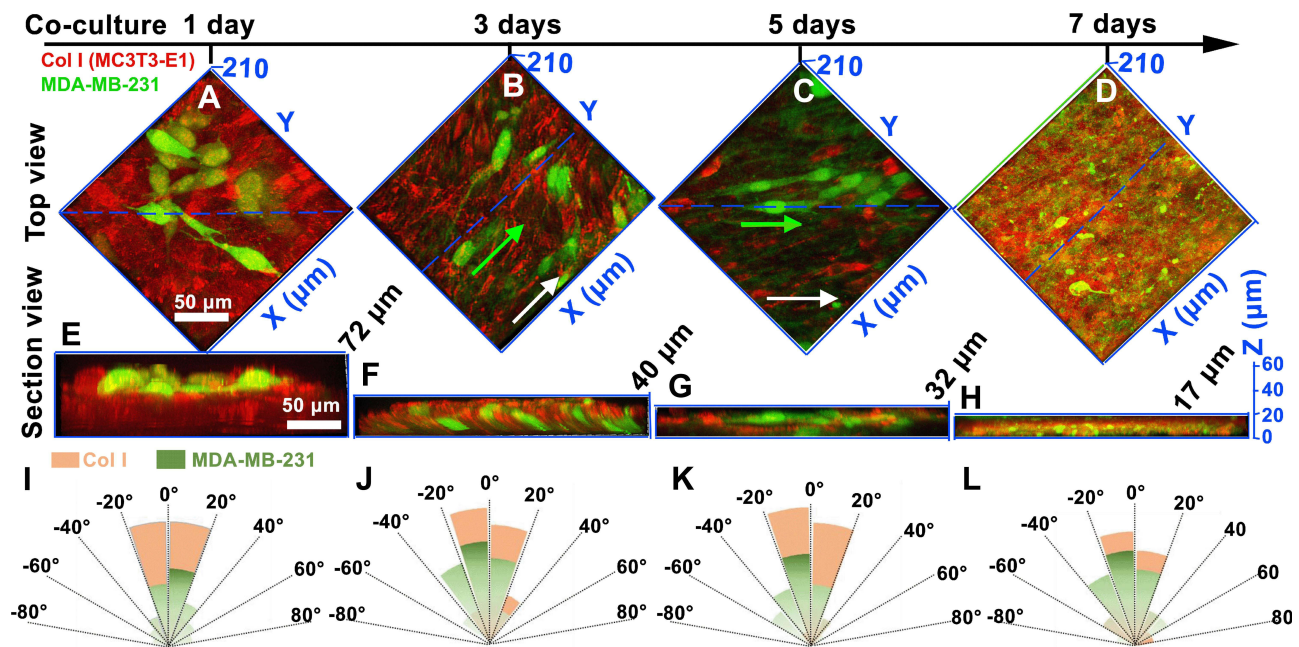 Co-culture 1 day 3 days 5 days 7 days
Col I (MC3T3-E1)
MDA-MB-231
210 210 210 210
A B C D
Y Y Y Y
Top view
50 µm
X (µm) X (µm) X (µm) X (µm)
Section view
E F G H
72 µm 40 µm 32 µm 17 µm
50 µm
Z (µm)
60
40
20
0
Col I MDA-MB-231
I J K L
-20° 0° 20° -20° 0° 20° -20° 0° 20° -20° 0° 20°
-40° 40° -40° 40° -40° 40° -40° 40
-60° 60° -60° 60° -60° 60° -60° 60
-80° 80° -80° 80° -80° 80° -80° 80